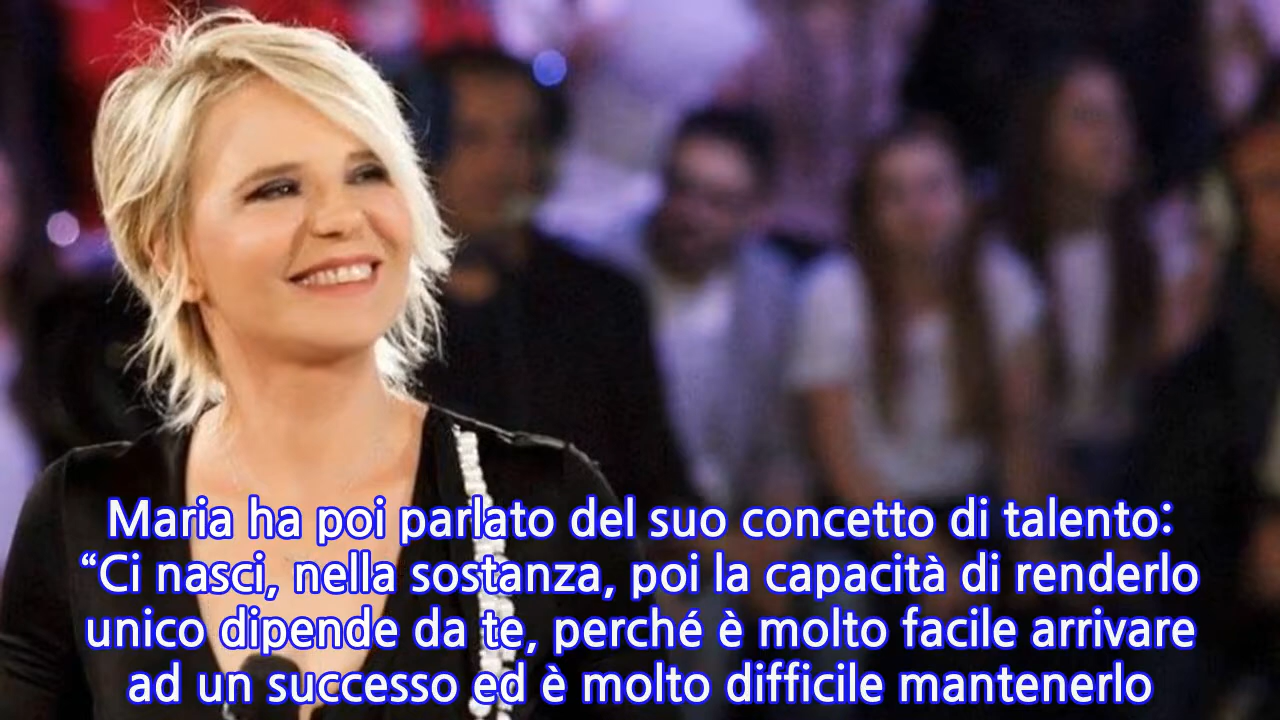 Maria ha poi parlato del suo concetto di talento:
“Ci nasci, nella sostanza, poi la capacità di renderlo
unico dipende da te, perché è molto facile arrivare
ad un successo ed è molto difficile mantenerlo